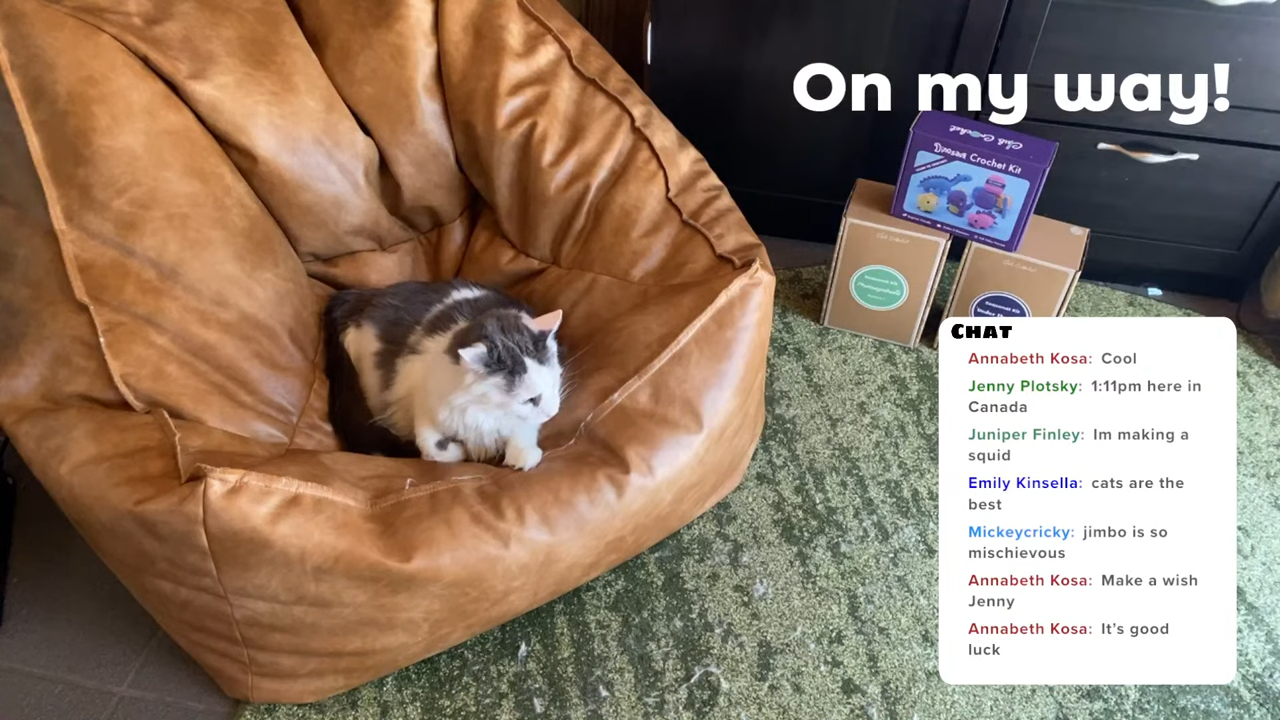 On my way!
Club Crochet
Dinosaur Crochet Kit
Chat
Annabeth Kosa: Cool
Jenny Plotsky: 1:11pm here in
Canada
Juniper Finley: Im making a
squid
Emily Kinsella: cats are the
best
Mickeycricky: jimbo is so
mischievous
Annabeth Kosa: Make a wish
Jenny
Annabeth Kosa: It's good
luck